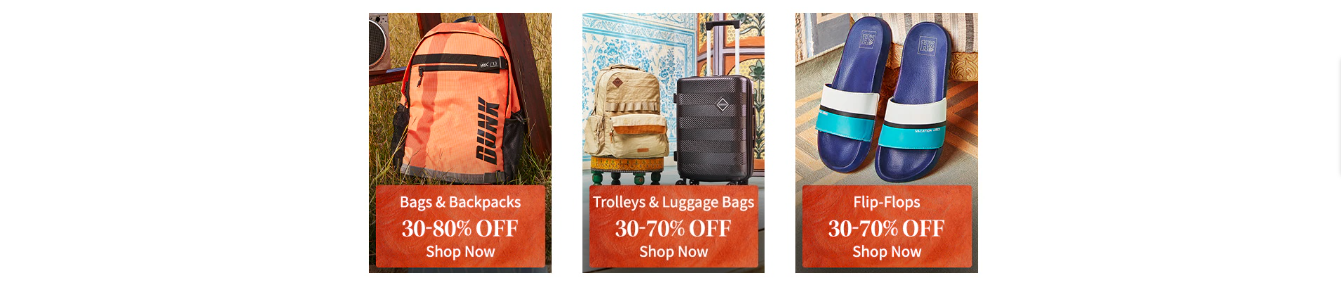 DUNK
Bags & Backpacks
30-80% OFF
Shop Now
Trolleys & Luggage Bags
30-70% OFF
Shop Now
Flip-Flops
30-70% OFF
Shop Now